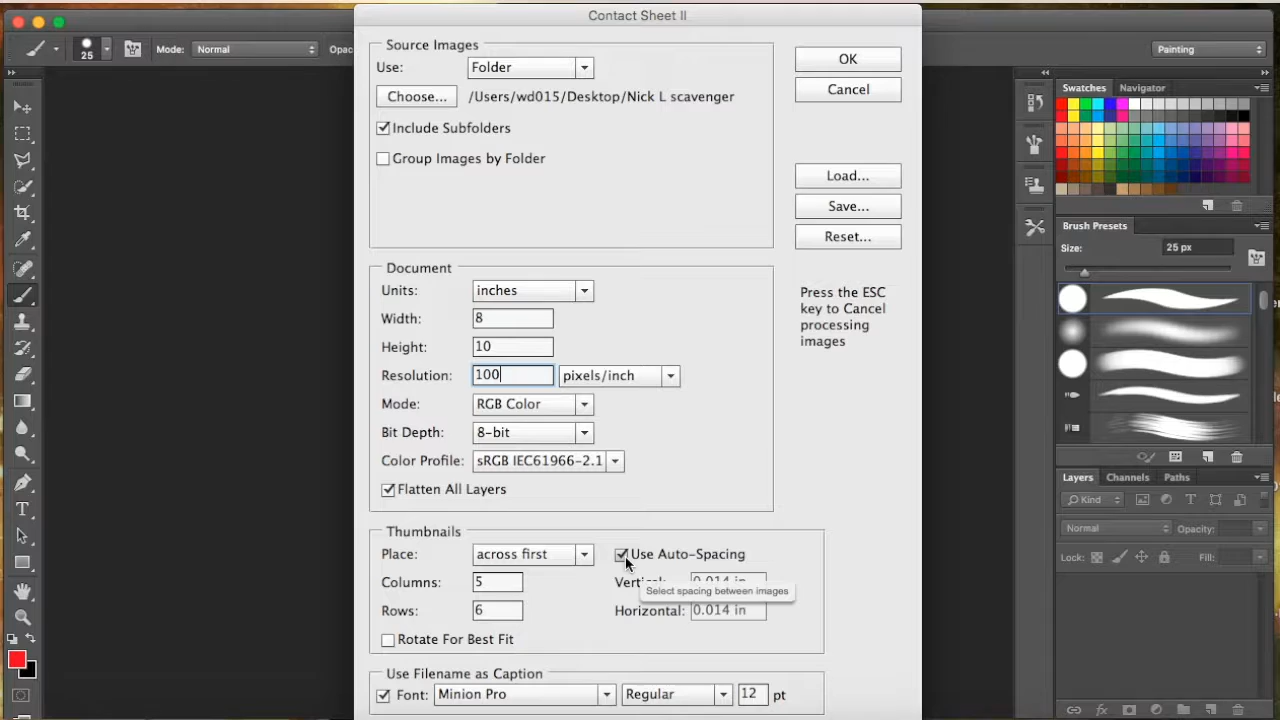 Contact Sheet II
25
Mode: Normal
Opac
Painting
Source Images
Use: Folder
Choose... /Users/wd015/Desktop/Nick L scavenger
Include Subfolders
Group Images by Folder
OK
Cancel
Load...
Save...
Reset...
Press the ESC
key to Cancel
processing
images
Document
Units: inches
Width: 8
Height: 10
Resolution: 100 pixels/inch
Mode: RGB Color
Bit Depth: 8-bit
Color Profile: sRGB IEC61966-2.1
Flatten All Layers
Thumbnails
Place: across first
Use Auto-Spacing
Columns: 5
Vertical: 0.014 in
Select spacing between images
Rows: 6
Horizontal: 0.014 in
Rotate For Best Fit
Use Filename as Caption
Font: Minion Pro Regular 12 pt
Swatches Navigator
Brush Presets
Size: 25 px
Layers Channels Paths
Kind
Normal Opacity:
Lock: Fill: